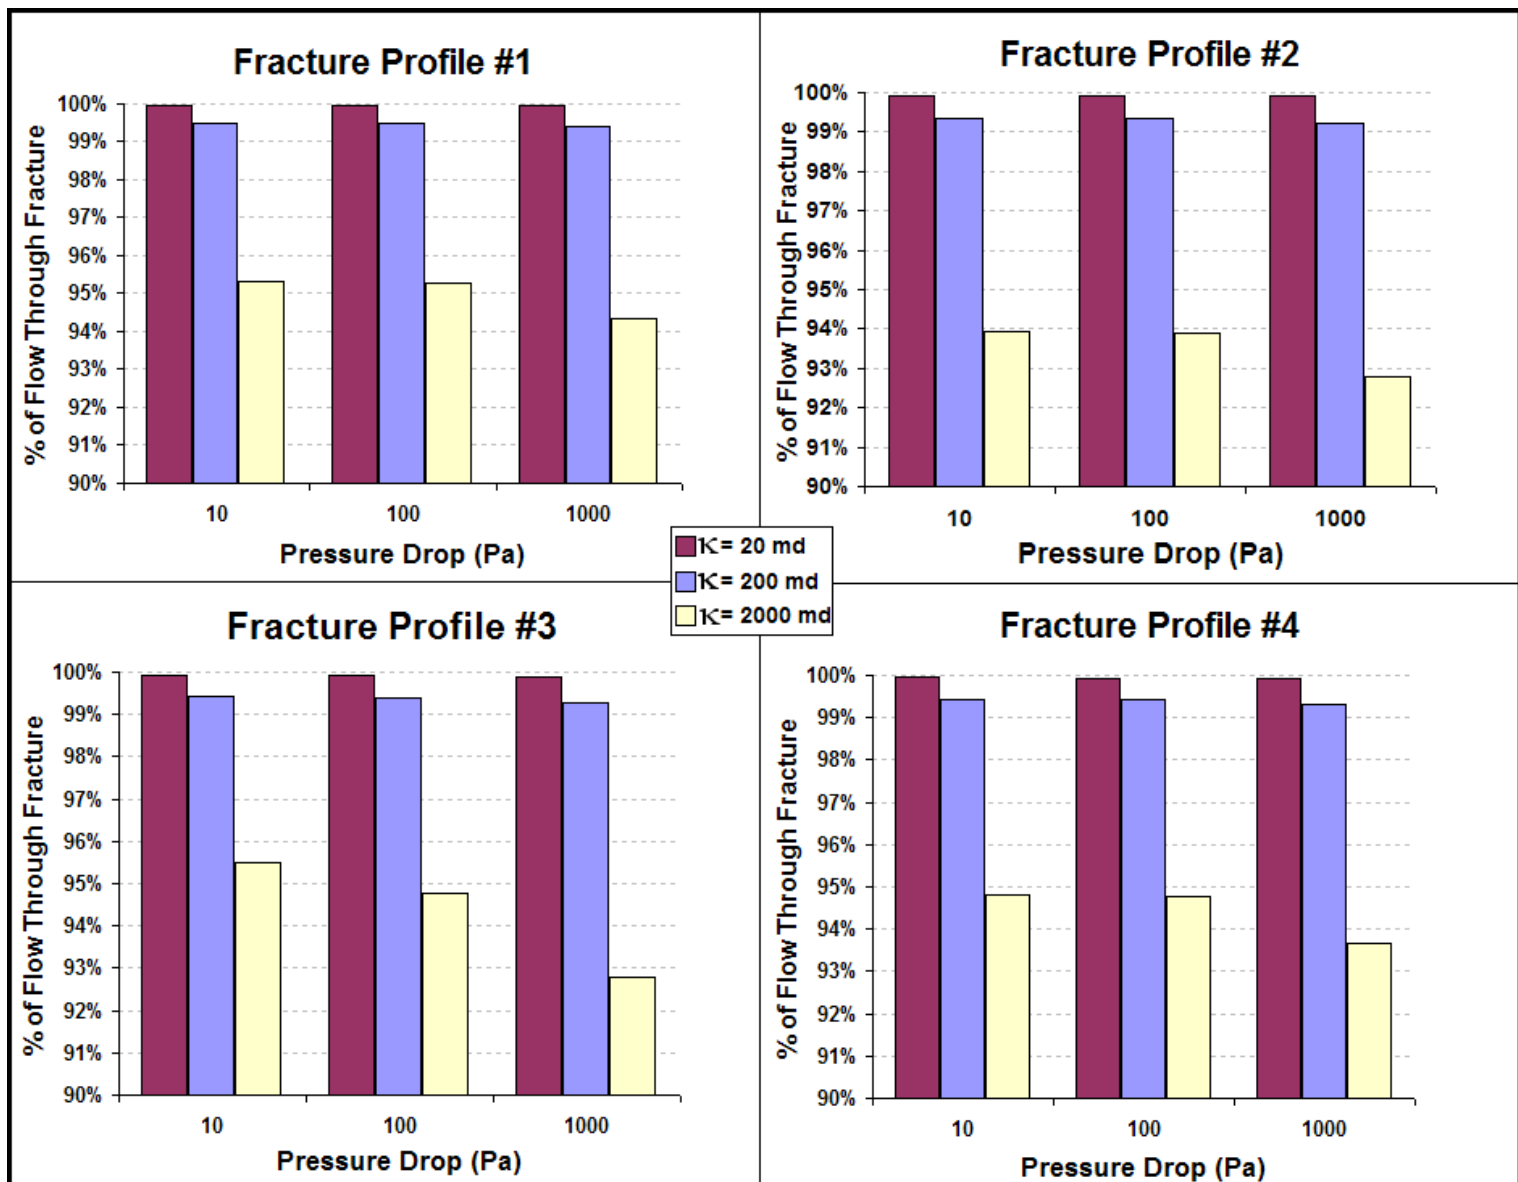 Fracture Profile #1
% of Flow Through Fracture
100%
99%
98%
97%
96%
95%
94%
93%
92%
91%
90%
10 100 1000
Pressure Drop (Pa)
Fracture Profile #2
% of Flow Through Fracture
100%
99%
98%
97%
96%
95%
94%
93%
92%
91%
90%
10 100 1000
Pressure Drop (Pa)
κ= 20 md
κ= 200 md
κ= 2000 md
Fracture Profile #3
% of Flow Through Fracture
100%
99%
98%
97%
96%
95%
94%
93%
92%
91%
90%
10 100 1000
Pressure Drop (Pa)
Fracture Profile #4
% of Flow Through Fracture
100%
99%
98%
97%
96%
95%
94%
93%
92%
91%
90%
10 100 1000
Pressure Drop (Pa)